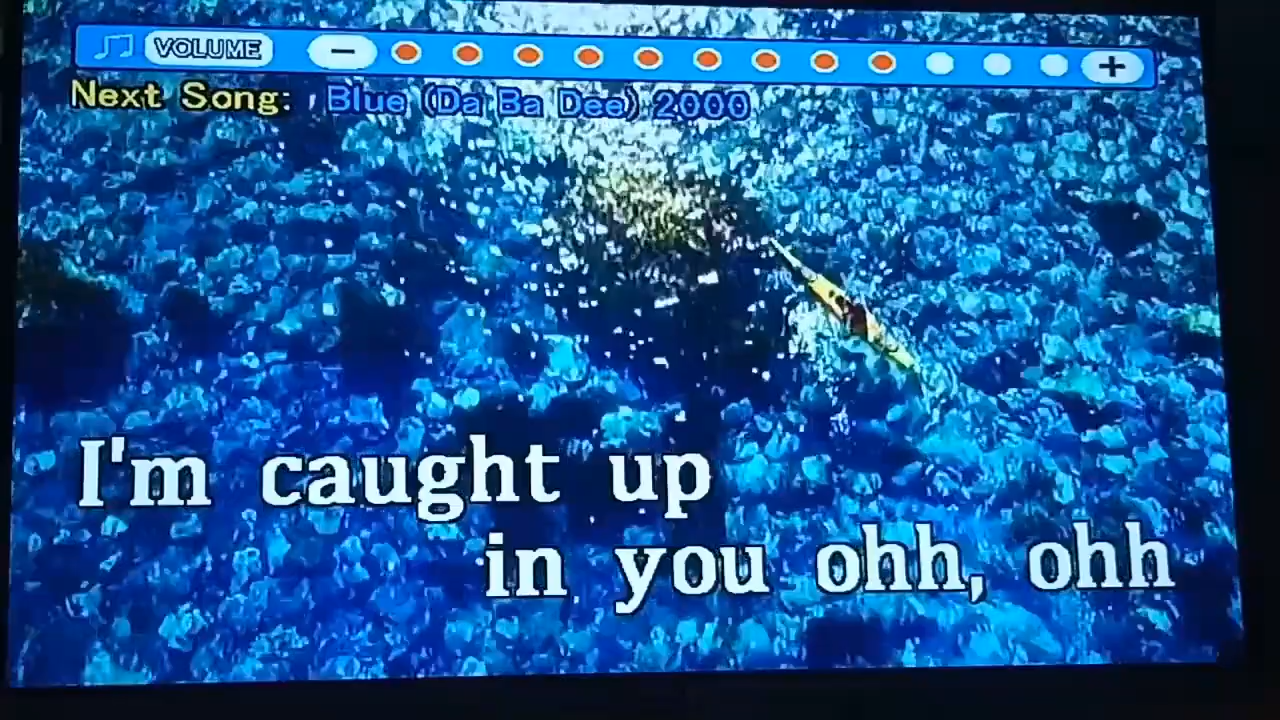 VOLUME − +
Next Song: Blue (Da Ba Dee) 2000
I'm caught up
in you ohh, ohh